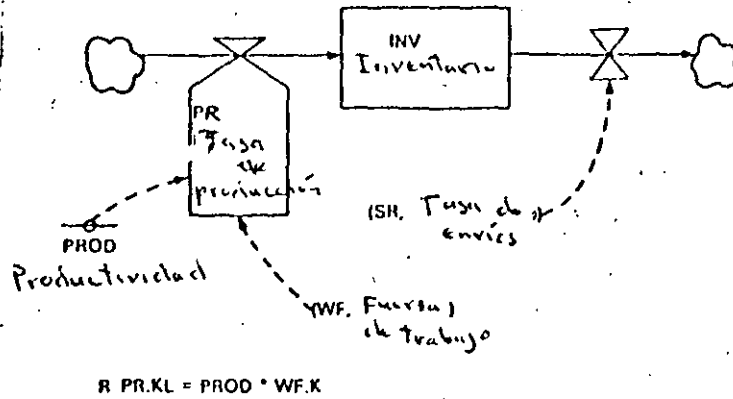 INV
Inventario
PR
Tasa
de
producción
PROD
Productividad
(SR, Tasa de
envíos
(WF, Fuerza
de trabajo
R PR.KL = PROD * WF.K